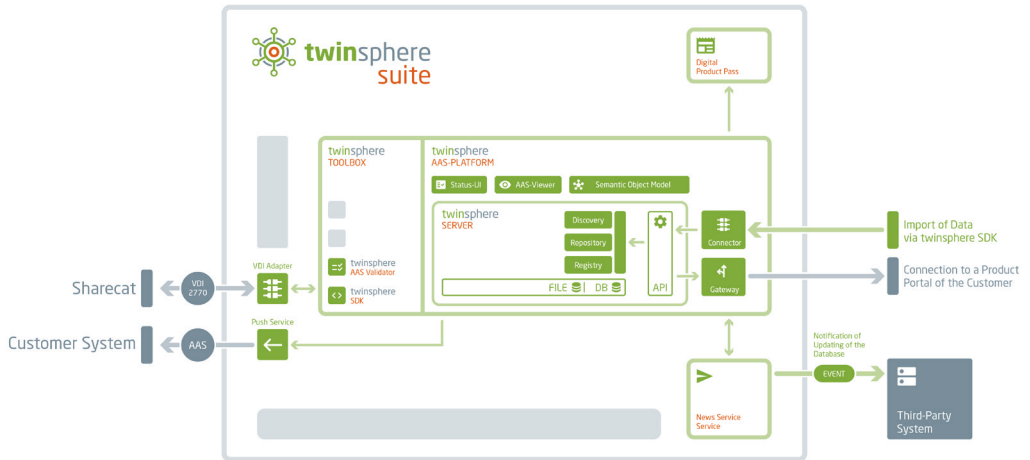 twinsphere
suite
Digital
Product Pass
twinsphere
TOOLBOX
twinsphere
AAS-PLATFORM
Status-UI
AAS-Viewer
Semantic Object Model
twinsphere
SERVER
Discovery
Repository
Registry
FILE
DB
API
Connector
Gateway
Import of Data
via twinsphere SDK
Connection to a Product
Portal of the Customer
twinsphere
AAS Validator
twinsphere
SDK
VDI Adapter
Sharecat
VDI
2770
Push Service
Customer System
AAS
Notification of
Updating of the
Database
EVENT
News Service
Service
Third-Party
System